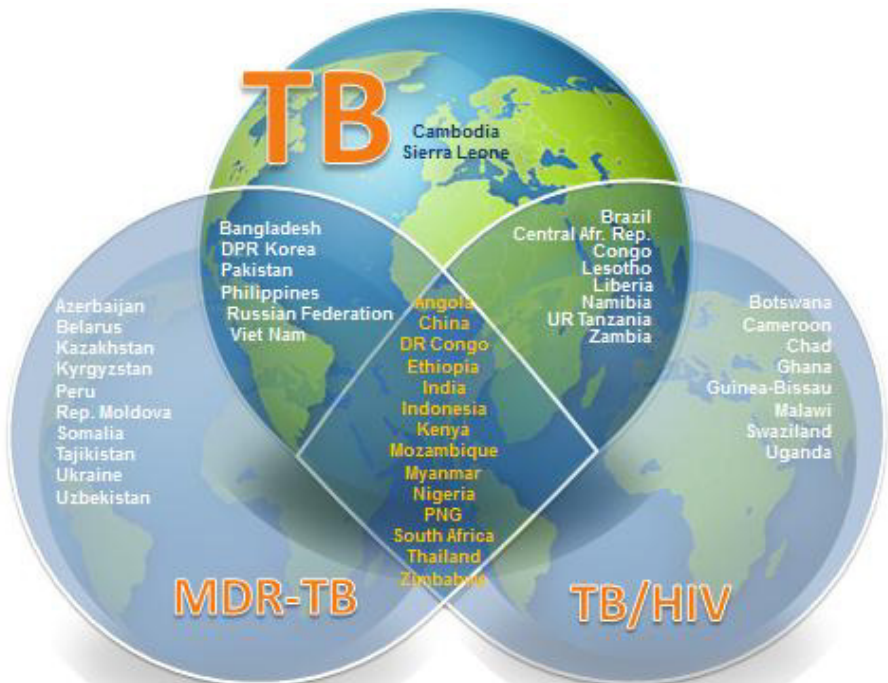 TB
Cambodia
Sierra Leone
Bangladesh
DPR Korea
Pakistan
Philippines
Russian Federation
Viet Nam
Brazil
Central Afr. Rep.
Congo
Lesotho
Liberia
Namibia
UR Tanzania
Zambia
Azerbaijan
Belarus
Kazakhstan
Kyrgyzstan
Peru
Rep. Moldova
Somalia
Tajikistan
Ukraine
Uzbekistan
Angola
China
DR Congo
Ethiopia
India
Indonesia
Kenya
Mozambique
Myanmar
Nigeria
PNG
South Africa
Thailand
Zimbabwe
Botswana
Cameroon
Chad
Ghana
Guinea-Bissau
Malawi
Swaziland
Uganda
MDR-TB
TB/HIV